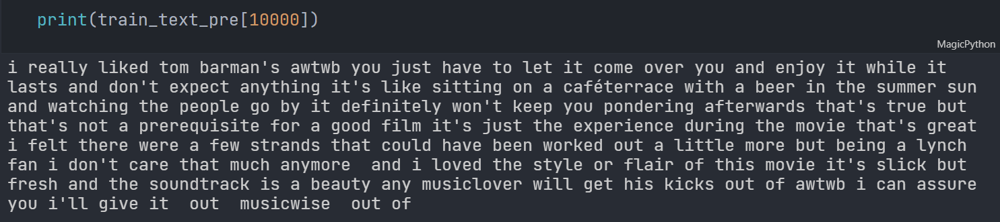 print(train_text_pre[10000])
MagicPython
i really liked tom barman's awtwb you just have to let it come over you and enjoy it while it
lasts and don't expect anything it's like sitting on a caféterrace with a beer in the summer sun
and watching the people go by it definitely won't keep you pondering afterwards that's true but
that's not a prerequisite for a good film it's just the experience during the movie that's great
i felt there were a few strands that could have been worked out a little more but being a lynch
fan i don't care that much anymore  and i loved the style or flair of this movie it's slick but
fresh and the soundtrack is a beauty any musiclover will get his kicks out of awtwb i can assure
you i'll give it  out  musicwise  out of